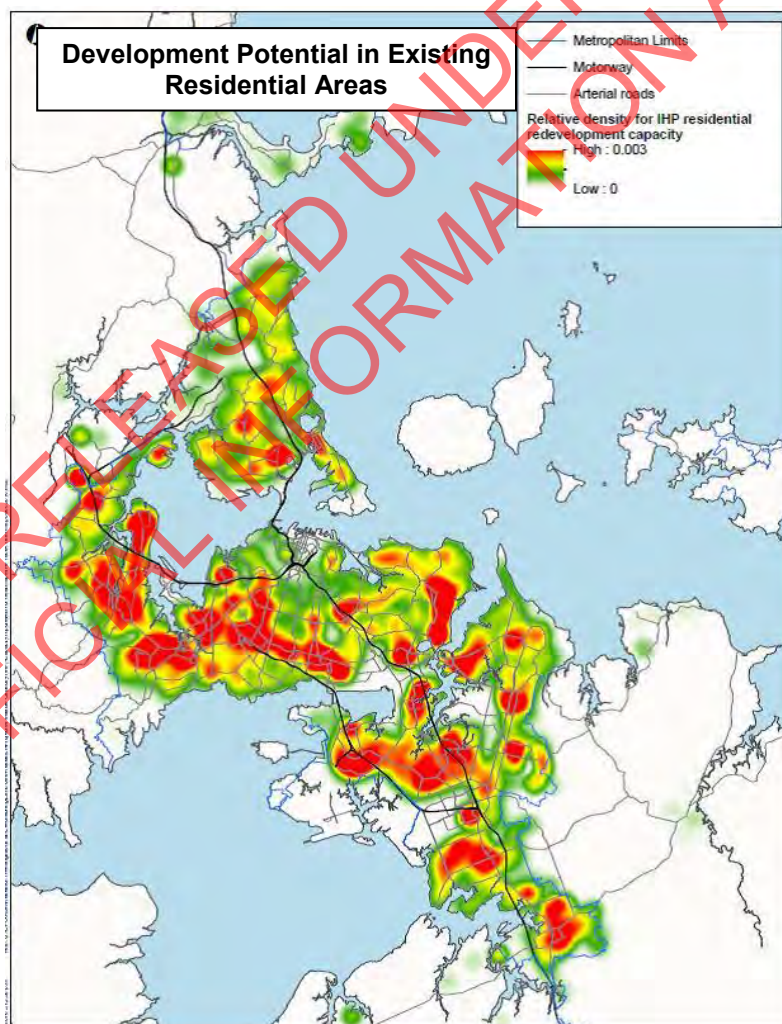 Development Potential in Existing
Residential Areas
Metropolitan Limits
Motorway
Arterial roads
Relative density for IHP residential
redevelopment capacity
High : 0.003
Low : 0
RELEASED UNDER
INFORMATION